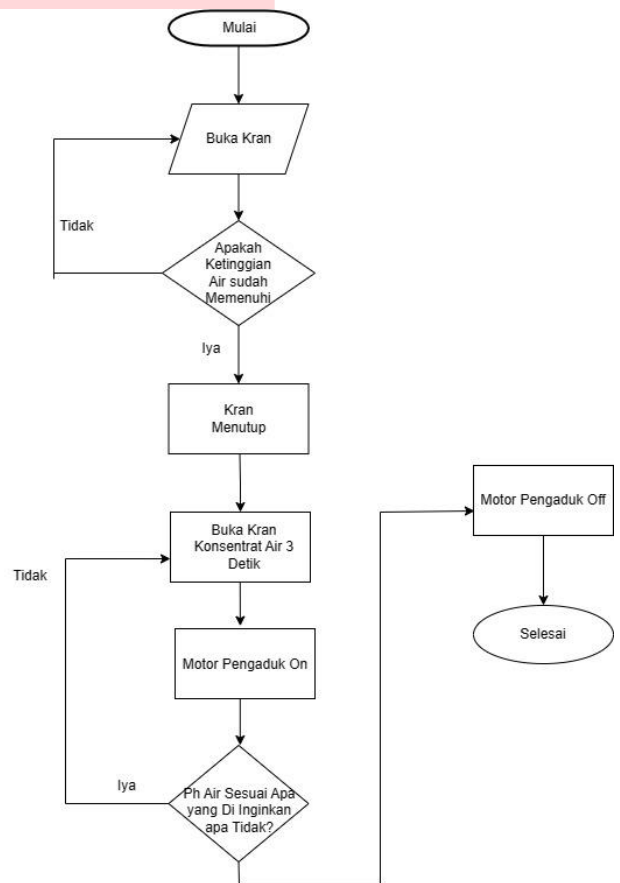 Mulai
Buka Kran
Tidak
Apakah
Ketinggian
Air sudah
Memenuhi
Iya
Kran
Menutup
Buka Kran
Konsentrat Air 3
Detik
Tidak
Motor Pengaduk On
Iya
Ph Air Sesuai Apa
yang Di Inginkan
apa Tidak?
Motor Pengaduk Off
Selesai